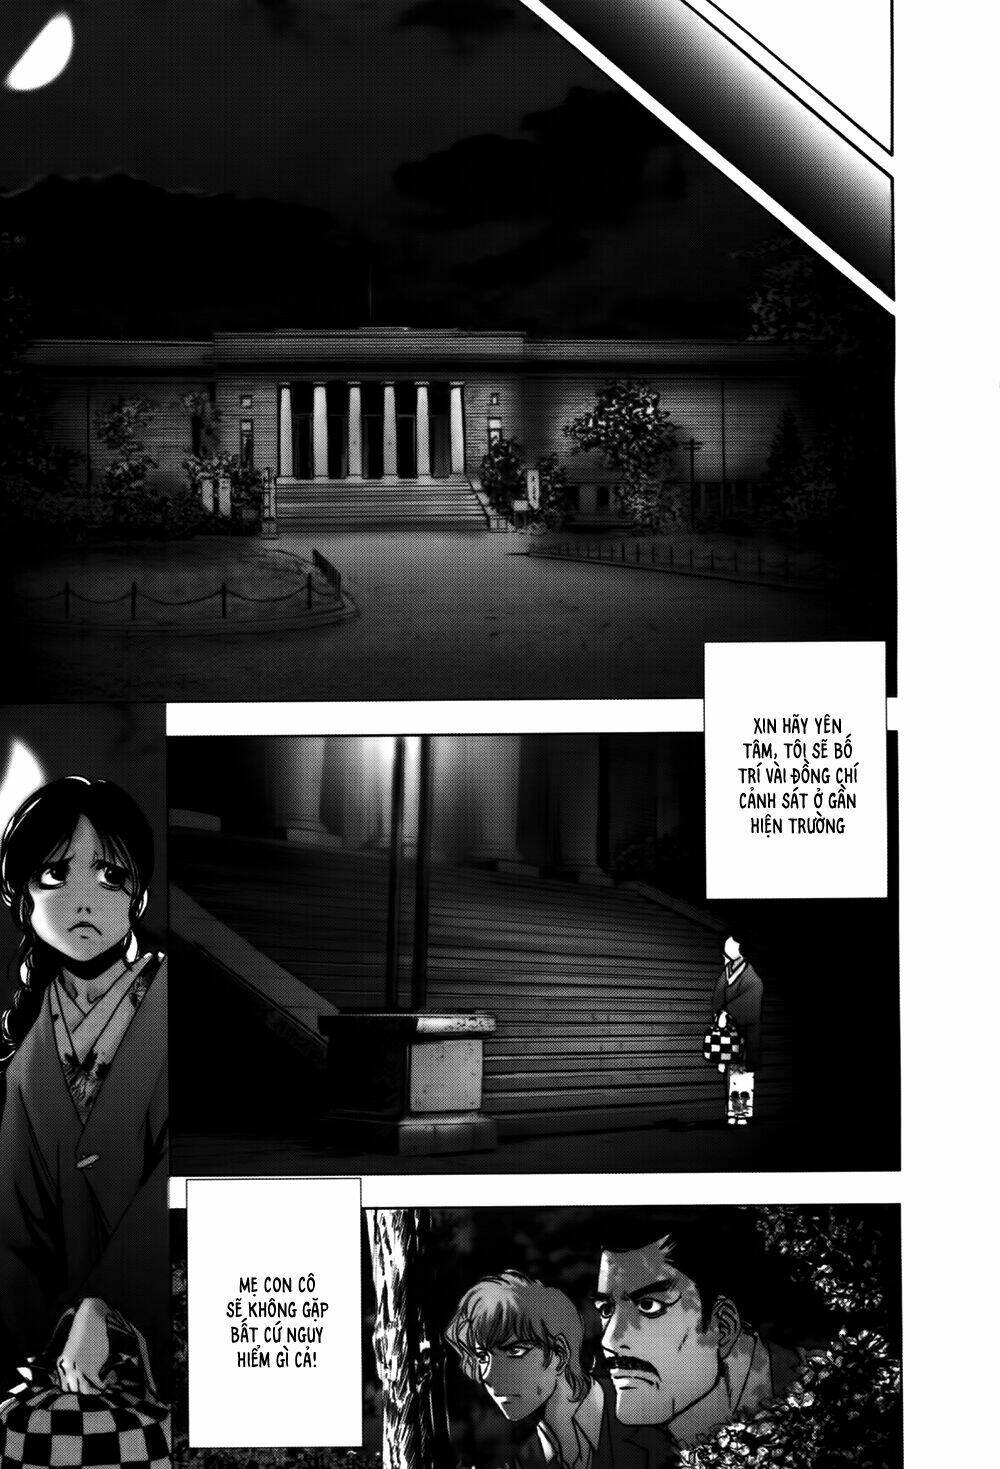 XIN HÃY YÊN
TÂM, TÔI SẼ BỐ
TRÍ VÀI ĐỒNG CHÍ
CẢNH SÁT Ở GẦN
HIỆN TRƯỜNG
MẸ CON CÔ
SẼ KHÔNG GẶP
BẤT CỨ NGUY
HIỂM GÌ CẢ!